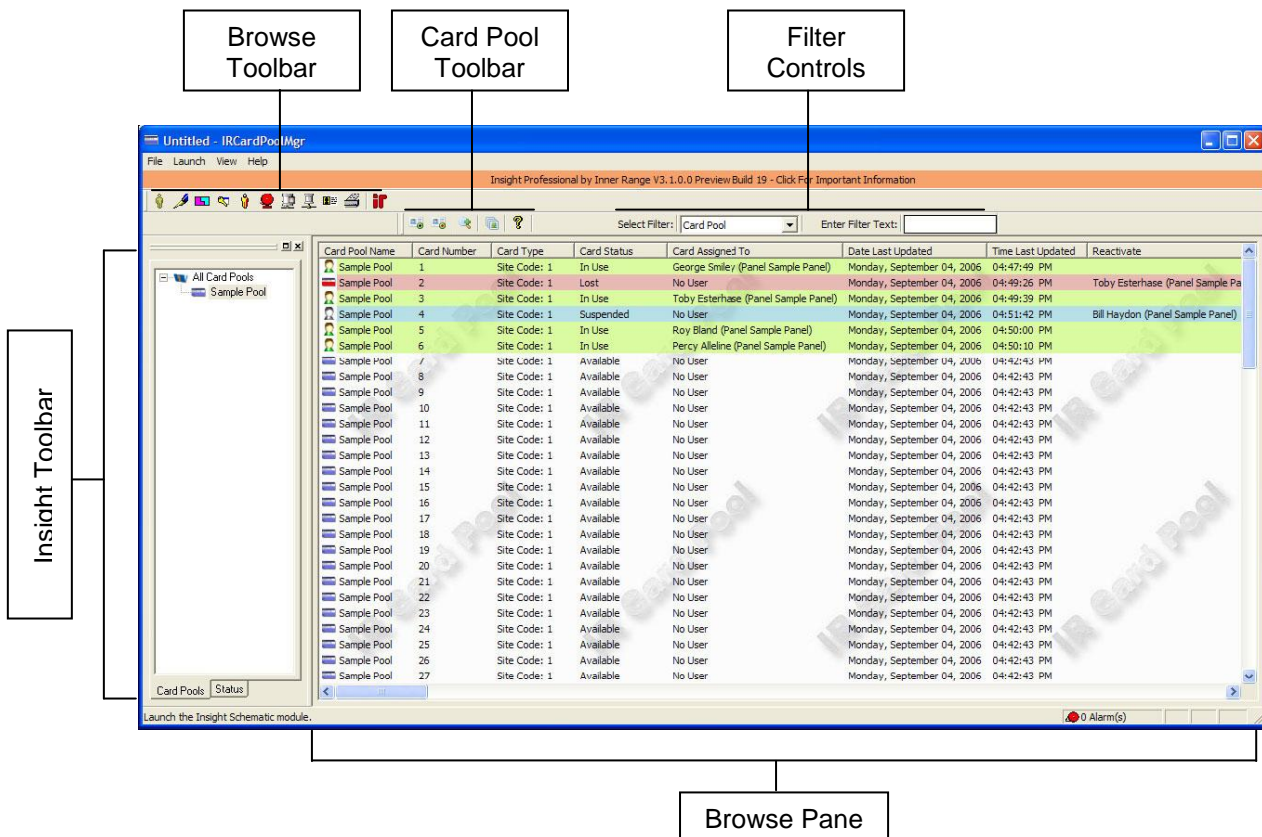 Browse
Toolbar
Card Pool
Toolbar
Filter
Controls
Untitled - IRCardPoolMgr
File Launch View Help
Insight Professional by Inner Range V3.1.0.0 Preview Build 19 - Click For Important Information
ir
Select Filter: Card Pool Enter Filter Text:
Insight Toolbar
All Card Pools
Sample Pool
Card Pools Status
Card Pool Name Card Number Card Type Card Status Card Assigned To Date Last Updated Time Last Updated Reactivate
Sample Pool 1 Site Code: 1 In Use George Smiley (Panel Sample Panel) Monday, September 04, 2006 04:47:49 PM
Sample Pool 2 Site Code: 1 Lost No User Monday, September 04, 2006 04:49:26 PM Toby Esterhase (Panel Sample Pa
Sample Pool 3 Site Code: 1 In Use Toby Esterhase (Panel Sample Panel) Monday, September 04, 2006 04:49:39 PM
Sample Pool 4 Site Code: 1 Suspended No User Monday, September 04, 2006 04:51:42 PM Bill Haydon (Panel Sample Panel)
Sample Pool 5 Site Code: 1 In Use Roy Bland (Panel Sample Panel) Monday, September 04, 2006 04:50:00 PM
Sample Pool 6 Site Code: 1 In Use Percy Alleline (Panel Sample Panel) Monday, September 04, 2006 04:50:10 PM
Sample Pool 7 Site Code: 1 Available No User Monday, September 04, 2006 04:42:43 PM
Sample Pool 8 Site Code: 1 Available No User Monday, September 04, 2006 04:42:43 PM
Sample Pool 9 Site Code: 1 Available No User Monday, September 04, 2006 04:42:43 PM
Sample Pool 10 Site Code: 1 Available No User Monday, September 04, 2006 04:42:43 PM
Sample Pool 11 Site Code: 1 Available No User Monday, September 04, 2006 04:42:43 PM
Sample Pool 12 Site Code: 1 Available No User Monday, September 04, 2006 04:42:43 PM
Sample Pool 13 Site Code: 1 Available No User Monday, September 04, 2006 04:42:43 PM
Sample Pool 14 Site Code: 1 Available No User Monday, September 04, 2006 04:42:43 PM
Sample Pool 15 Site Code: 1 Available No User Monday, September 04, 2006 04:42:43 PM
Sample Pool 16 Site Code: 1 Available No User Monday, September 04, 2006 04:42:43 PM
Sample Pool 17 Site Code: 1 Available No User Monday, September 04, 2006 04:42:43 PM
Sample Pool 18 Site Code: 1 Available No User Monday, September 04, 2006 04:42:43 PM
Sample Pool 19 Site Code: 1 Available No User Monday, September 04, 2006 04:42:43 PM
Sample Pool 20 Site Code: 1 Available No User Monday, September 04, 2006 04:42:43 PM
Sample Pool 21 Site Code: 1 Available No User Monday, September 04, 2006 04:42:43 PM
Sample Pool 22 Site Code: 1 Available No User Monday, September 04, 2006 04:42:43 PM
Sample Pool 23 Site Code: 1 Available No User Monday, September 04, 2006 04:42:43 PM
Sample Pool 24 Site Code: 1 Available No User Monday, September 04, 2006 04:42:43 PM
Sample Pool 25 Site Code: 1 Available No User Monday, September 04, 2006 04:42:43 PM
Sample Pool 26 Site Code: 1 Available No User Monday, September 04, 2006 04:42:43 PM
Sample Pool 27 Site Code: 1 Available No User Monday, September 04, 2006 04:42:43 PM
IR Card Pool
IR Card Pool
IR Card Pool
IR Card Pool
Launch the Insight Schematic module. 0 Alarm(s)
Browse Pane